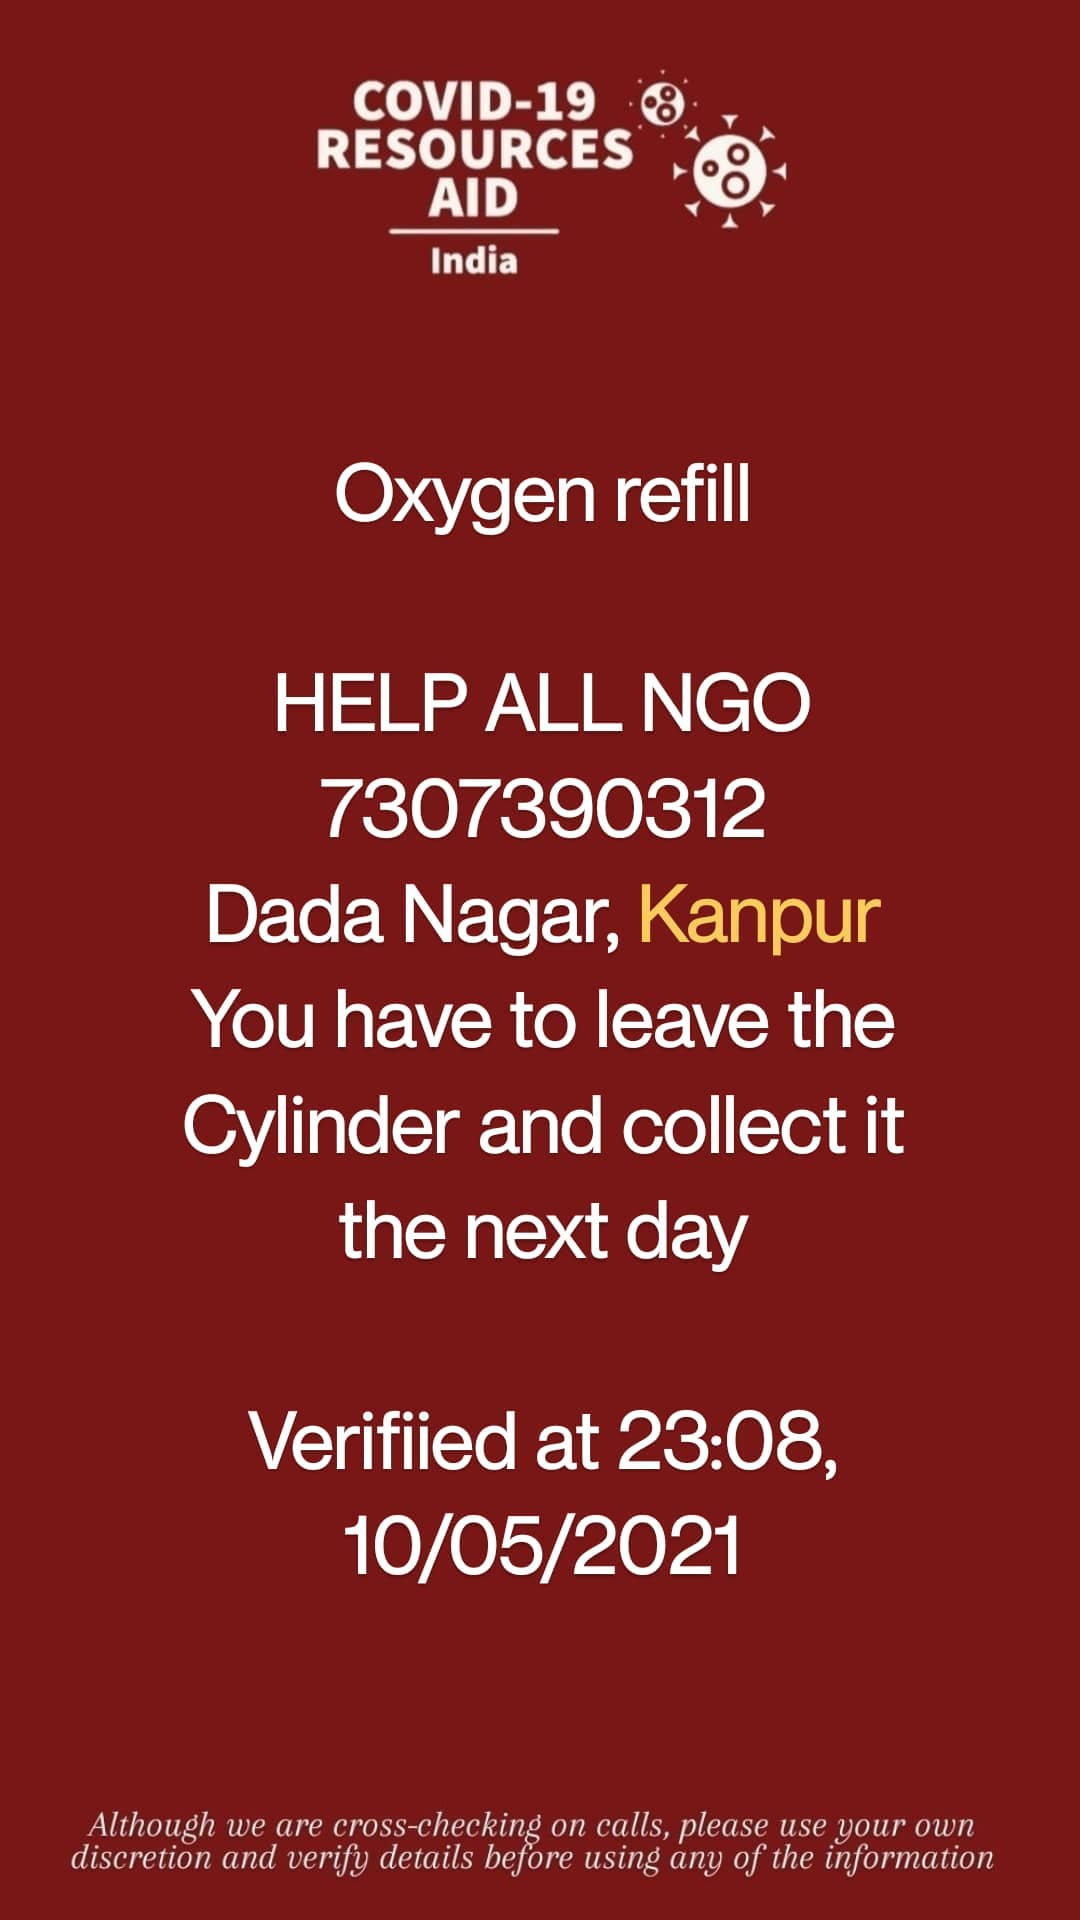 COVID-19
RESOURCES
AID
India
Oxygen refill
HELP ALL NGO
7307390312
Dada Nagar, Kanpur
You have to leave the
Cylinder and collect it
the next day
Verifiied at 23:08,
10/05/2021
Although we are cross-checking on calls, please use your own
discretion and verify details before using any of the information